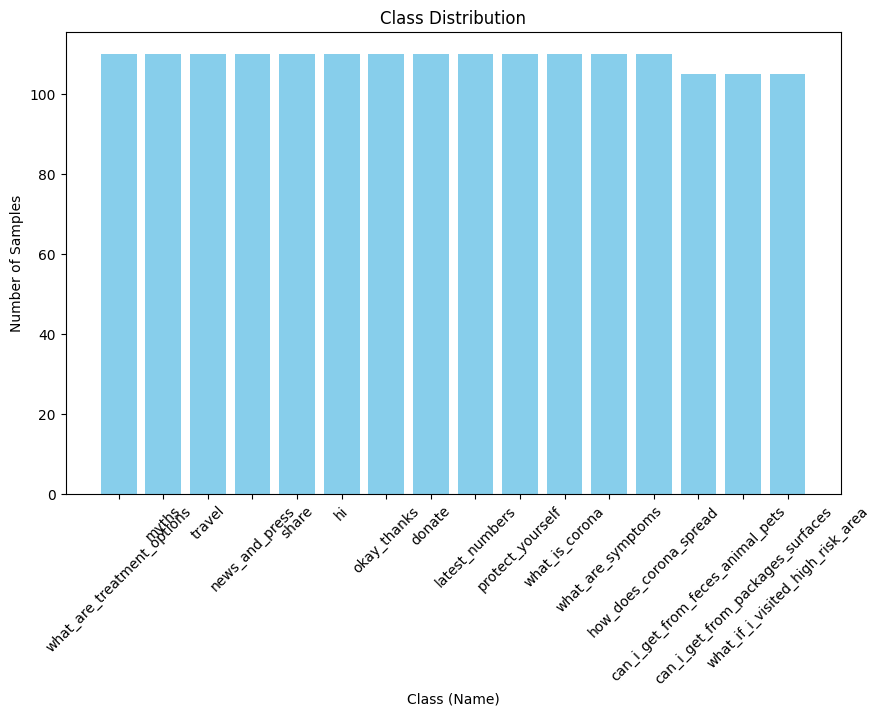 Class Distribution
Number of Samples
100
80
60
40
20
0
what_are_treatment_options
myths
travel
news_and_press
share
hi
okay_thanks
donate
latest_numbers
protect_yourself
what_is_corona
what_are_symptoms
how_does_corona_spread
can_i_get_from_feces_animal_pets
can_i_get_from_packages_surfaces
what_if_i_visited_high_risk_area
Class (Name)